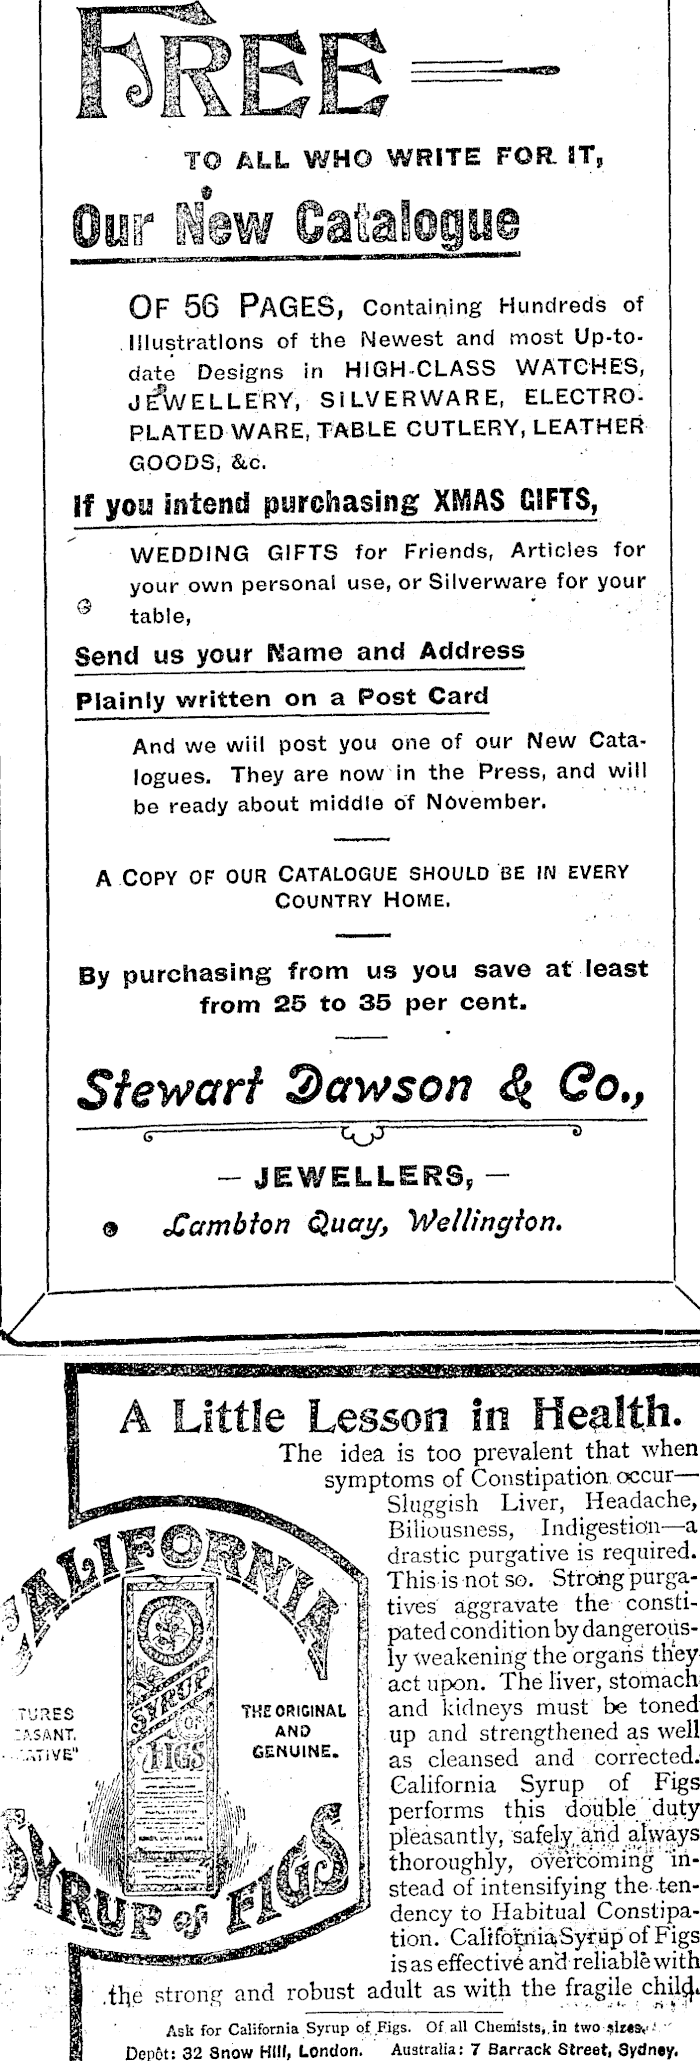 FREE
TO ALL WHO WRITE FOR IT,
Our New Catalogue
OF 56 PAGES, Containing Hundreds of
Illustrations of the Newest and most Up-to-
date Designs in HIGH-CLASS WATCHES,
JEWELLERY, SILVERWARE, ELECTRO-
PLATED WARE, TABLE CUTLERY, LEATHER
GOODS, &c.
If you intend purchasing XMAS GIFTS,
WEDDING GIFTS for Friends, Articles for
your own personal use, or Silverware for your
table,
Send us your Name and Address
Plainly written on a Post Card
And we wiil post you one of our New Cata-
logues. They are now in the Press, and will
be ready about middle of November.
A COPY OF OUR CATALOGUE SHOULD BE IN EVERY
COUNTRY HOME.
By purchasing from us you save at least
from 25 to 35 per cent.
Stewart Dawson & Co.,
— JEWELLERS, —
Lambton Quay, Wellington.
A Little Lesson in Health.
The idea is too prevalent that when
symptoms of Constipation occur—
Sluggish Liver, Headache,
Biliousness, Indigestion—a
drastic purgative is required.
This is not so. Strong purga-
tives aggravate the consti-
pated condition by dangerous-
ly weakening the organs they
act upon. The liver, stomach
and kidneys must be toned
up and strengthened as well
as cleansed and corrected.
California Syrup of Figs
performs this double duty
pleasantly, safely and always
thoroughly, overcoming in-
stead of intensifying the ten-
dency to Habitual Constipa-
tion. California Syrup of Figs
is as effective and reliable with
the strong and robust adult as with the fragile child.
CALIFORNIA
SYRUP
OF
FIGS
TURES
EASANT.
ATIVE"
THE ORIGINAL
AND
GENUINE.
SYRUP of FIGS
Ask for California Syrup of Figs. Of all Chemists, in two sizes.
Depôt: 32 Snow Hill, London. Australia: 7 Barrack Street, Sydney.